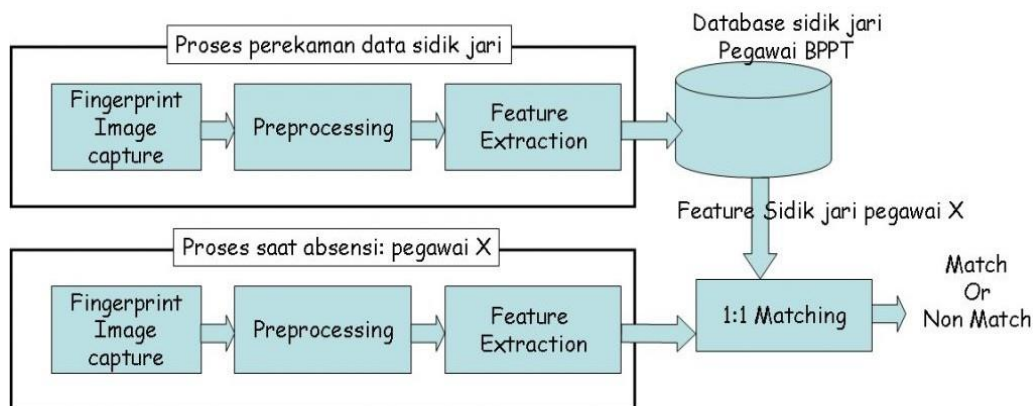 Proses perekaman data sidik jari
Fingerprint
Image
capture
Preprocessing
Feature
Extraction
Database sidik jari
Pegawai BPPT
Feature Sidik jari pegawai X
Proses saat absensi: pegawai X
Fingerprint
Image
capture
Preprocessing
Feature
Extraction
1:1 Matching
Match
Or
Non Match